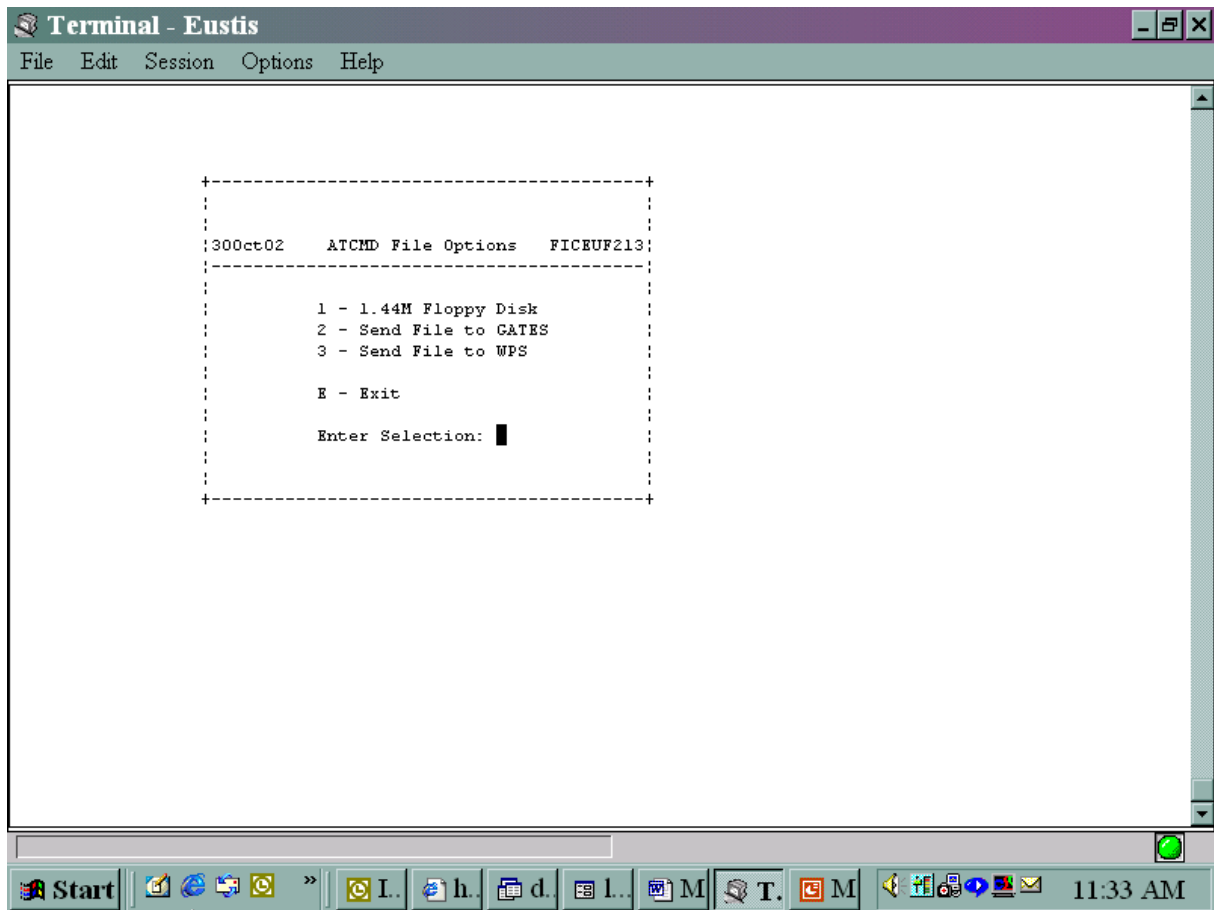 Terminal - Eustis
File Edit Session Options Help
30Oct02 ATCMD File Options FICEUF213
1 - 1.44M Floppy Disk
2 - Send File to GATES
3 - Send File to WPS
E - Exit
Enter Selection:
Start » I.. h.. d.. l... M T. M 11:33 AM